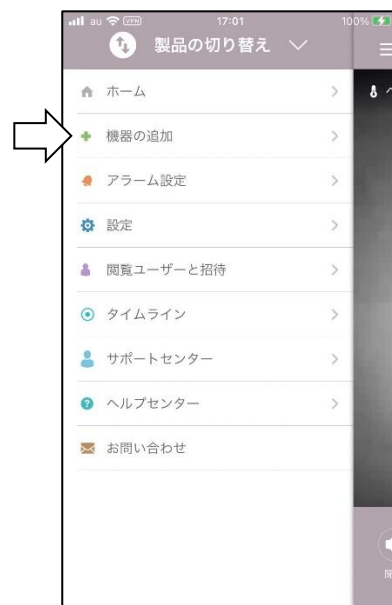 au VPN 17:01 100%
製品の切り替え
ホーム
機器の追加
アラーム設定
設定
閲覧ユーザーと招待
タイムライン
サポートセンター
ヘルプセンター
お問い合わせ